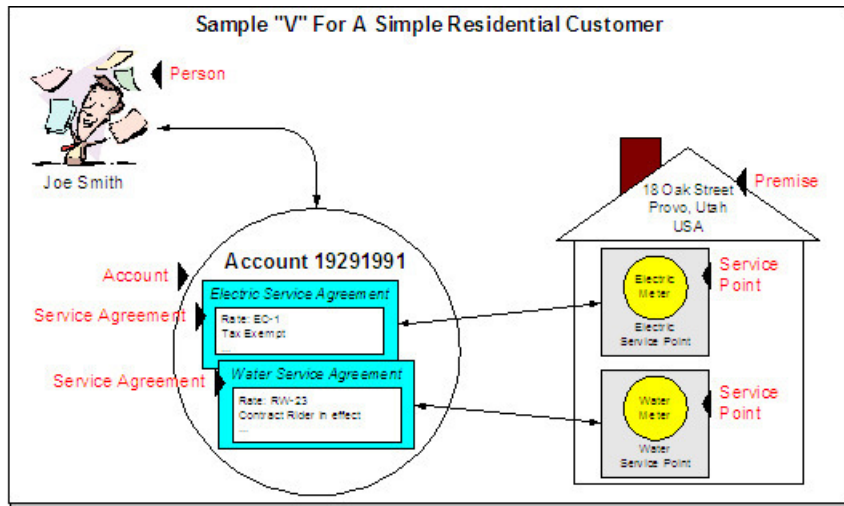 Sample "V" For A Simple Residential Customer
Person
Joe Smith
18 Oak Street
Provo, Utah
USA
Premise
Account
Account 19291991
Service Agreement
Electric Service Agreement
Rate: EC-1
Tax Exempt
...
Service Agreement
Water Service Agreement
Rate: RW-23
Contract Rider in effect
...
Electric
Meter
Electric
Service Point
Service
Point
Water
Meter
Water
Service Point
Service
Point